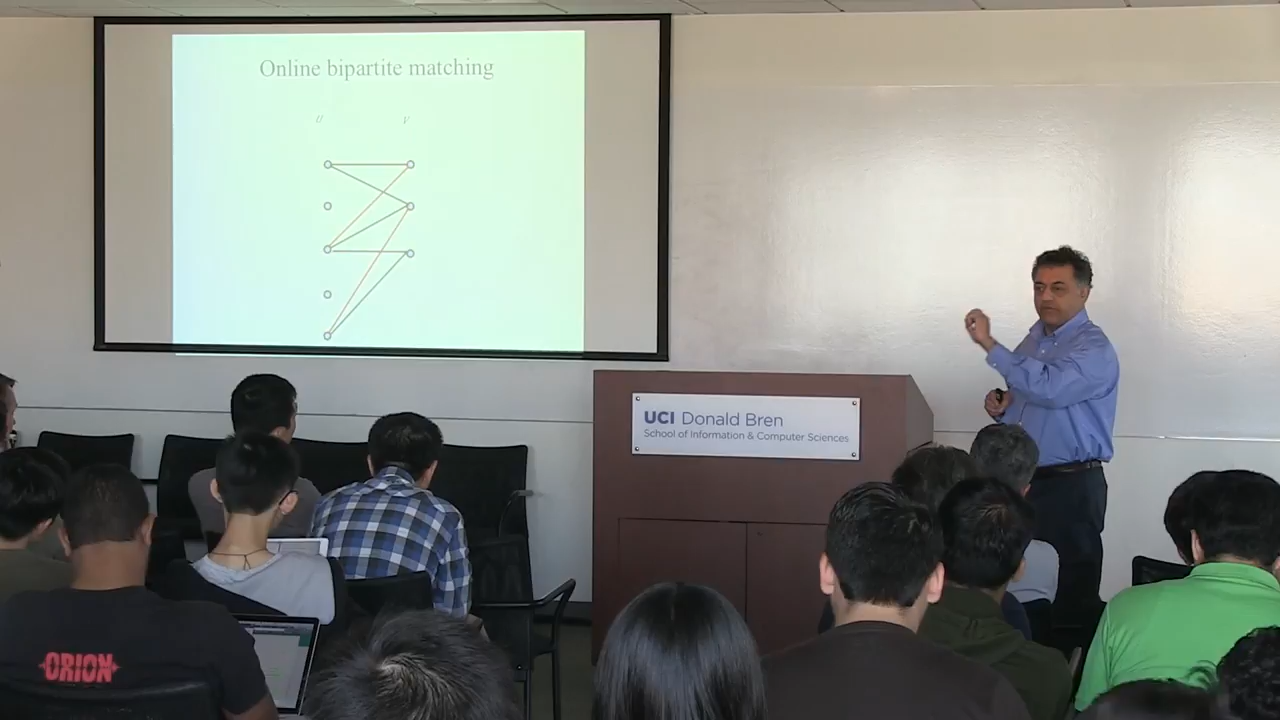 Online bipartite matching
u v
UCI Donald Bren
School of Information & Computer Sciences
ORION